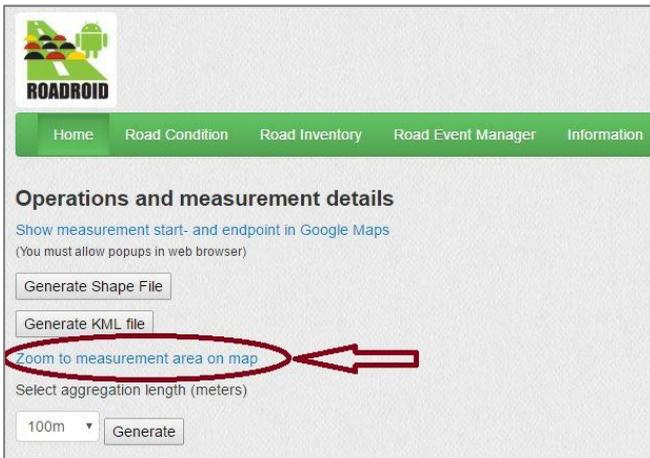 ROADROID
Home Road Condition Road Inventory Road Event Manager Information
Operations and measurement details
Show measurement start- and endpoint in Google Maps
(You must allow popups in web browser)
Generate Shape File
Generate KML file
Zoom to measurement area on map
Select aggregation length (meters)
100m Generate